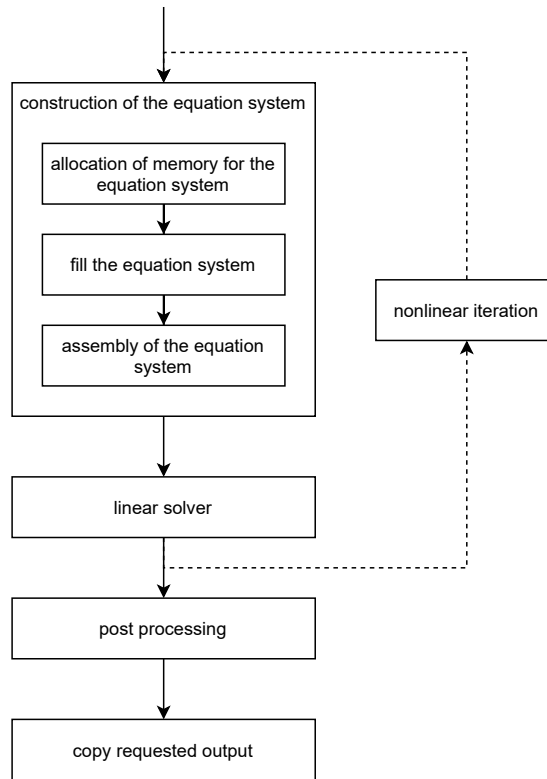 construction of the equation system
allocation of memory for the
equation system
fill the equation system
assembly of the equation
system
nonlinear iteration
linear solver
post processing
copy requested output